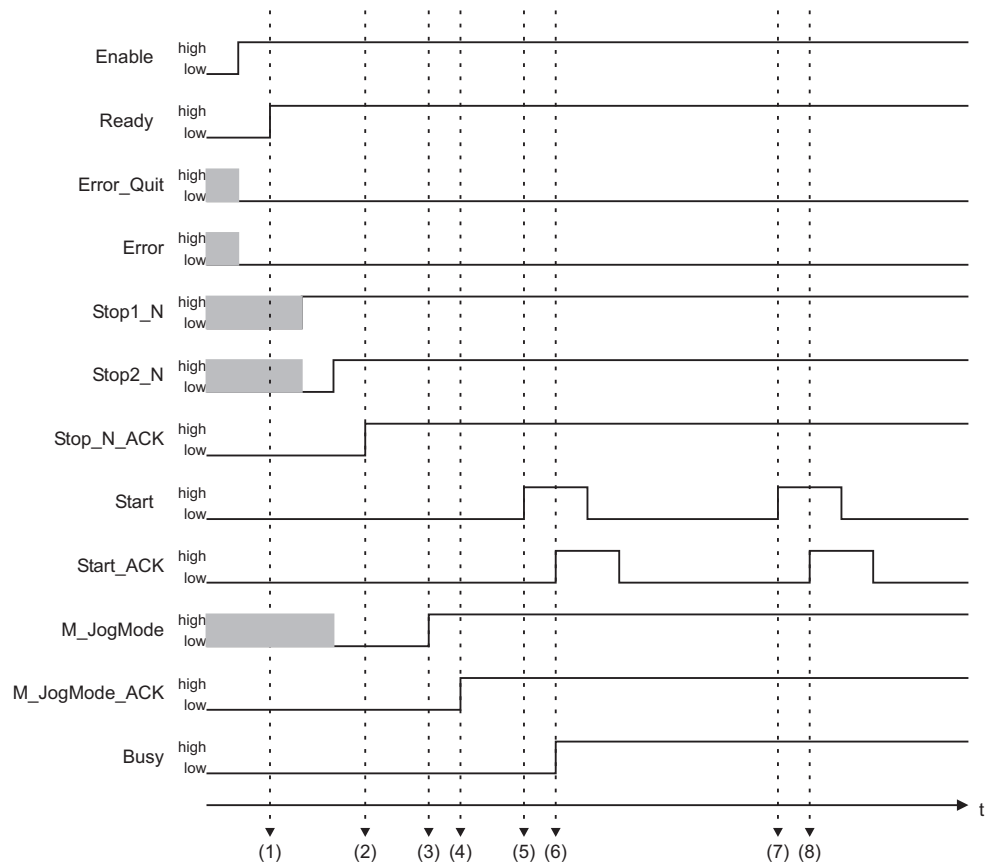 Enable high
low
Ready high
low
Error_Quit high
low
Error high
low
Stop1_N high
low
Stop2_N high
low
Stop_N_ACK high
low
Start high
low
Start_ACK high
low
M_JogMode high
low
M_JogMode_ACK high
low
Busy high
low
t
(1) (2) (3) (4) (5) (6) (7) (8)